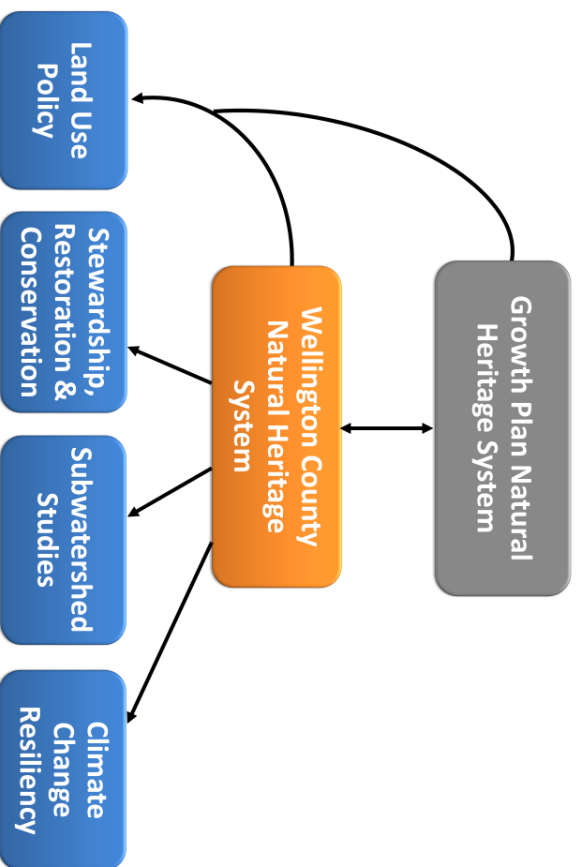 Growth Plan Natural
Heritage System
Wellington County
Natural Heritage
System
Land Use
Policy
Stewardship,
Restoration &
Conservation
Subwatershed
Studies
Climate
Change
Resiliency